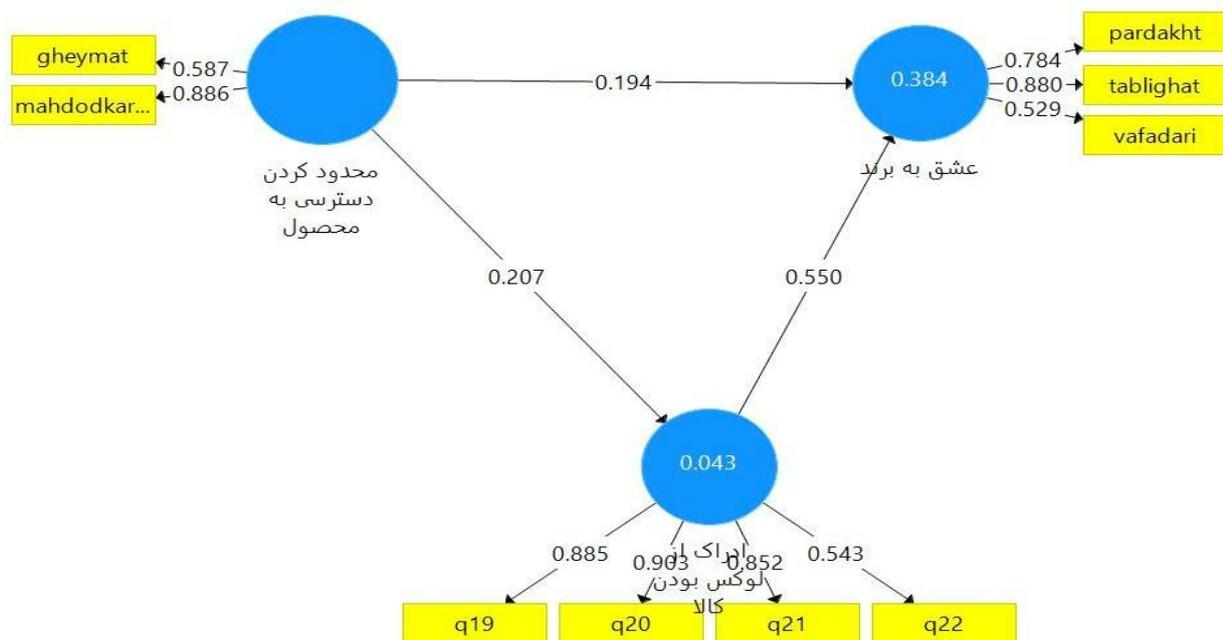 gheymat
0.587
0.886
mahdodkar...
محدود کردن
دسترسی به
محصول
0.194
0.384
عشق به برند
0.784
0.880
0.529
pardakht
tablighat
vafadari
0.207
0.550
0.043
ادراک از
لوکس بودن
کالا
0.885
0.903
0.852
0.543
q19
q20
q21
q22